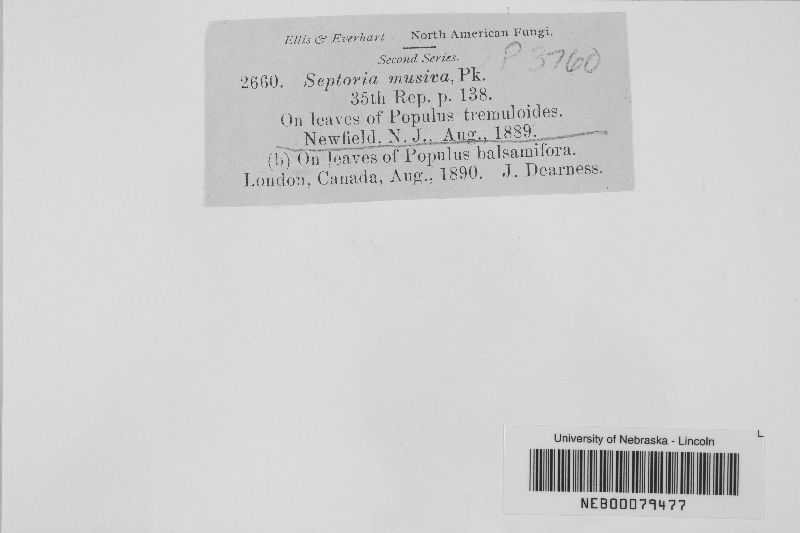 Ellis & Everhart. North American Fungi.
Second Series.
P 3760
2660. Septoria musiva, Pk.
35th Rep. p. 138.
On leaves of Populus tremuloides.
Newfield, N. J., Aug., 1889.
(b) On leaves of Populus balsamifora.
London, Canada, Aug., 1890. J. Dearness.
L
University of Nebraska - Lincoln
NEB00079477